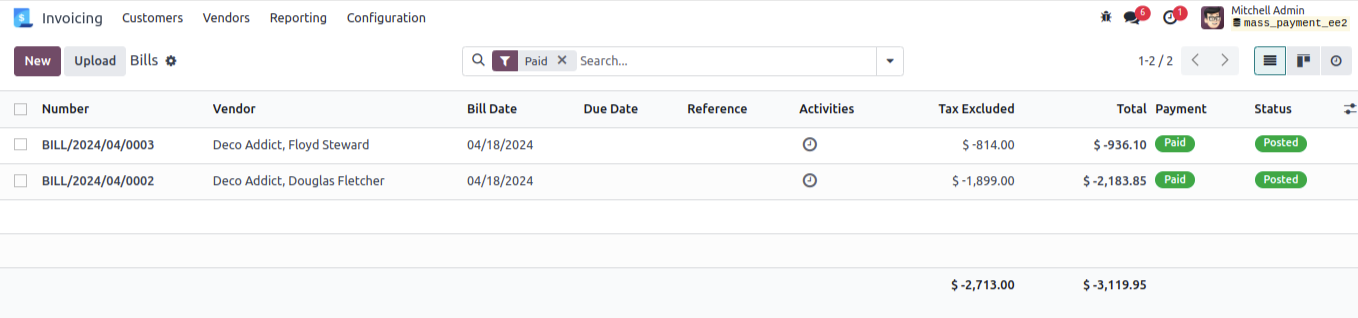 Invoicing Customers Vendors Reporting Configuration 6 1 Mitchell Admin
mass_payment_ee2
New Upload Bills Paid Search... 1-2 / 2
Number Vendor Bill Date Due Date Reference Activities Tax Excluded Total Payment Status
BILL/2024/04/0003 Deco Addict, Floyd Steward 04/18/2024 $ -814.00 $ -936.10 Paid Posted
BILL/2024/04/0002 Deco Addict, Douglas Fletcher 04/18/2024 $ -1,899.00 $ -2,183.85 Paid Posted
$ -2,713.00 $ -3,119.95